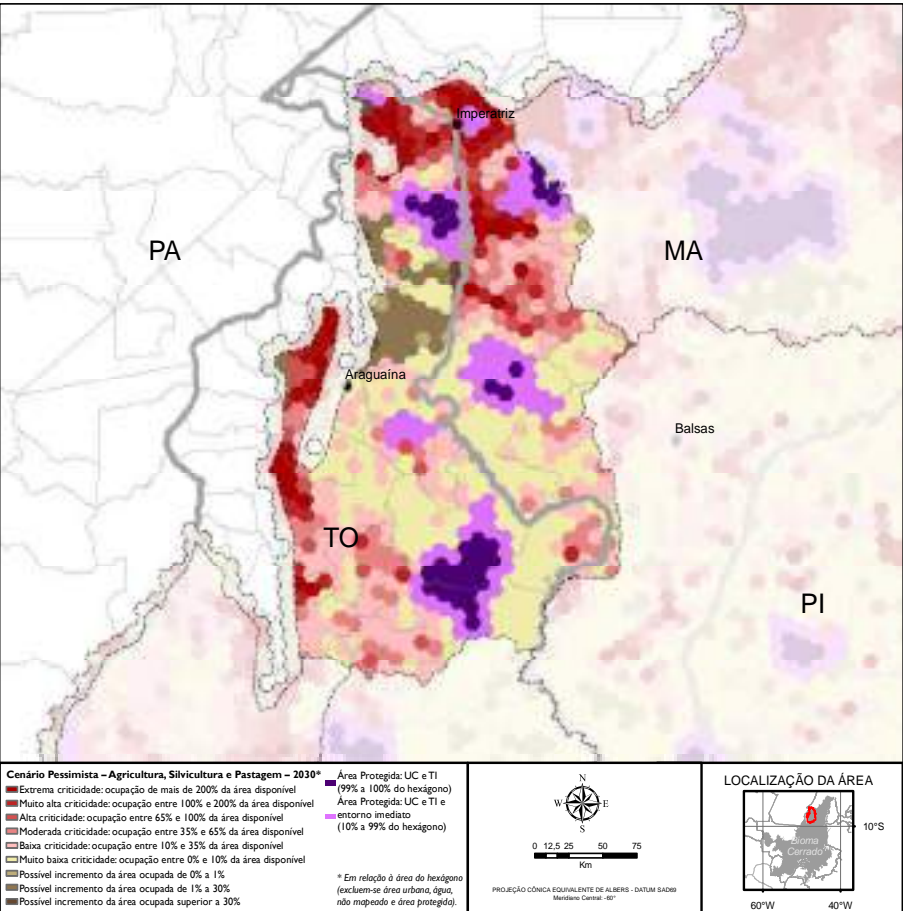 Imperatriz
PA
MA
Araguaína
Balsas
TO
PI
Cenário Pessimista – Agricultura, Silvicultura e Pastagem – 2030*
Extrema criticidade: ocupação de mais de 200% da área disponível
Muito alta criticidade: ocupação entre 100% e 200% da área disponível
Alta criticidade: ocupação entre 65% e 100% da área disponível
Moderada criticidade: ocupação entre 35% e 65% da área disponível
Baixa criticidade: ocupação entre 10% e 35% da área disponível
Muito baixa criticidade: ocupação entre 0% e 10% da área disponível
Possível incremento da área ocupada de 0% a 1%
Possível incremento da área ocupada de 1% a 30%
Possível incremento da área ocupada superior a 30%
Área Protegida: UC e TI
(99% a 100% do hexágono)
Área Protegida: UC e TI e
entorno imediato
(10% a 99% do hexágono)
* Em relação à área do hexágono
(excluem-se área urbana, água,
não mapeado e área protegida).
N
W E
S
0 12,5 25 50 75
Km
PROJEÇÃO CÔNICA EQUIVALENTE DE ALBERS - DATUM SAD69
Meridiano Central: -60°
LOCALIZAÇÃO DA ÁREA
10°S
Bioma
Cerrado
60°W 40°W